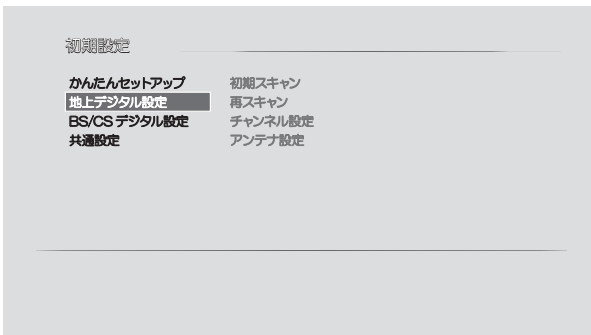 初期設定
かんたんセットアップ 初期スキャン
地上デジタル設定 再スキャン
BS/CS デジタル設定 チャンネル設定
共通設定 アンテナ設定